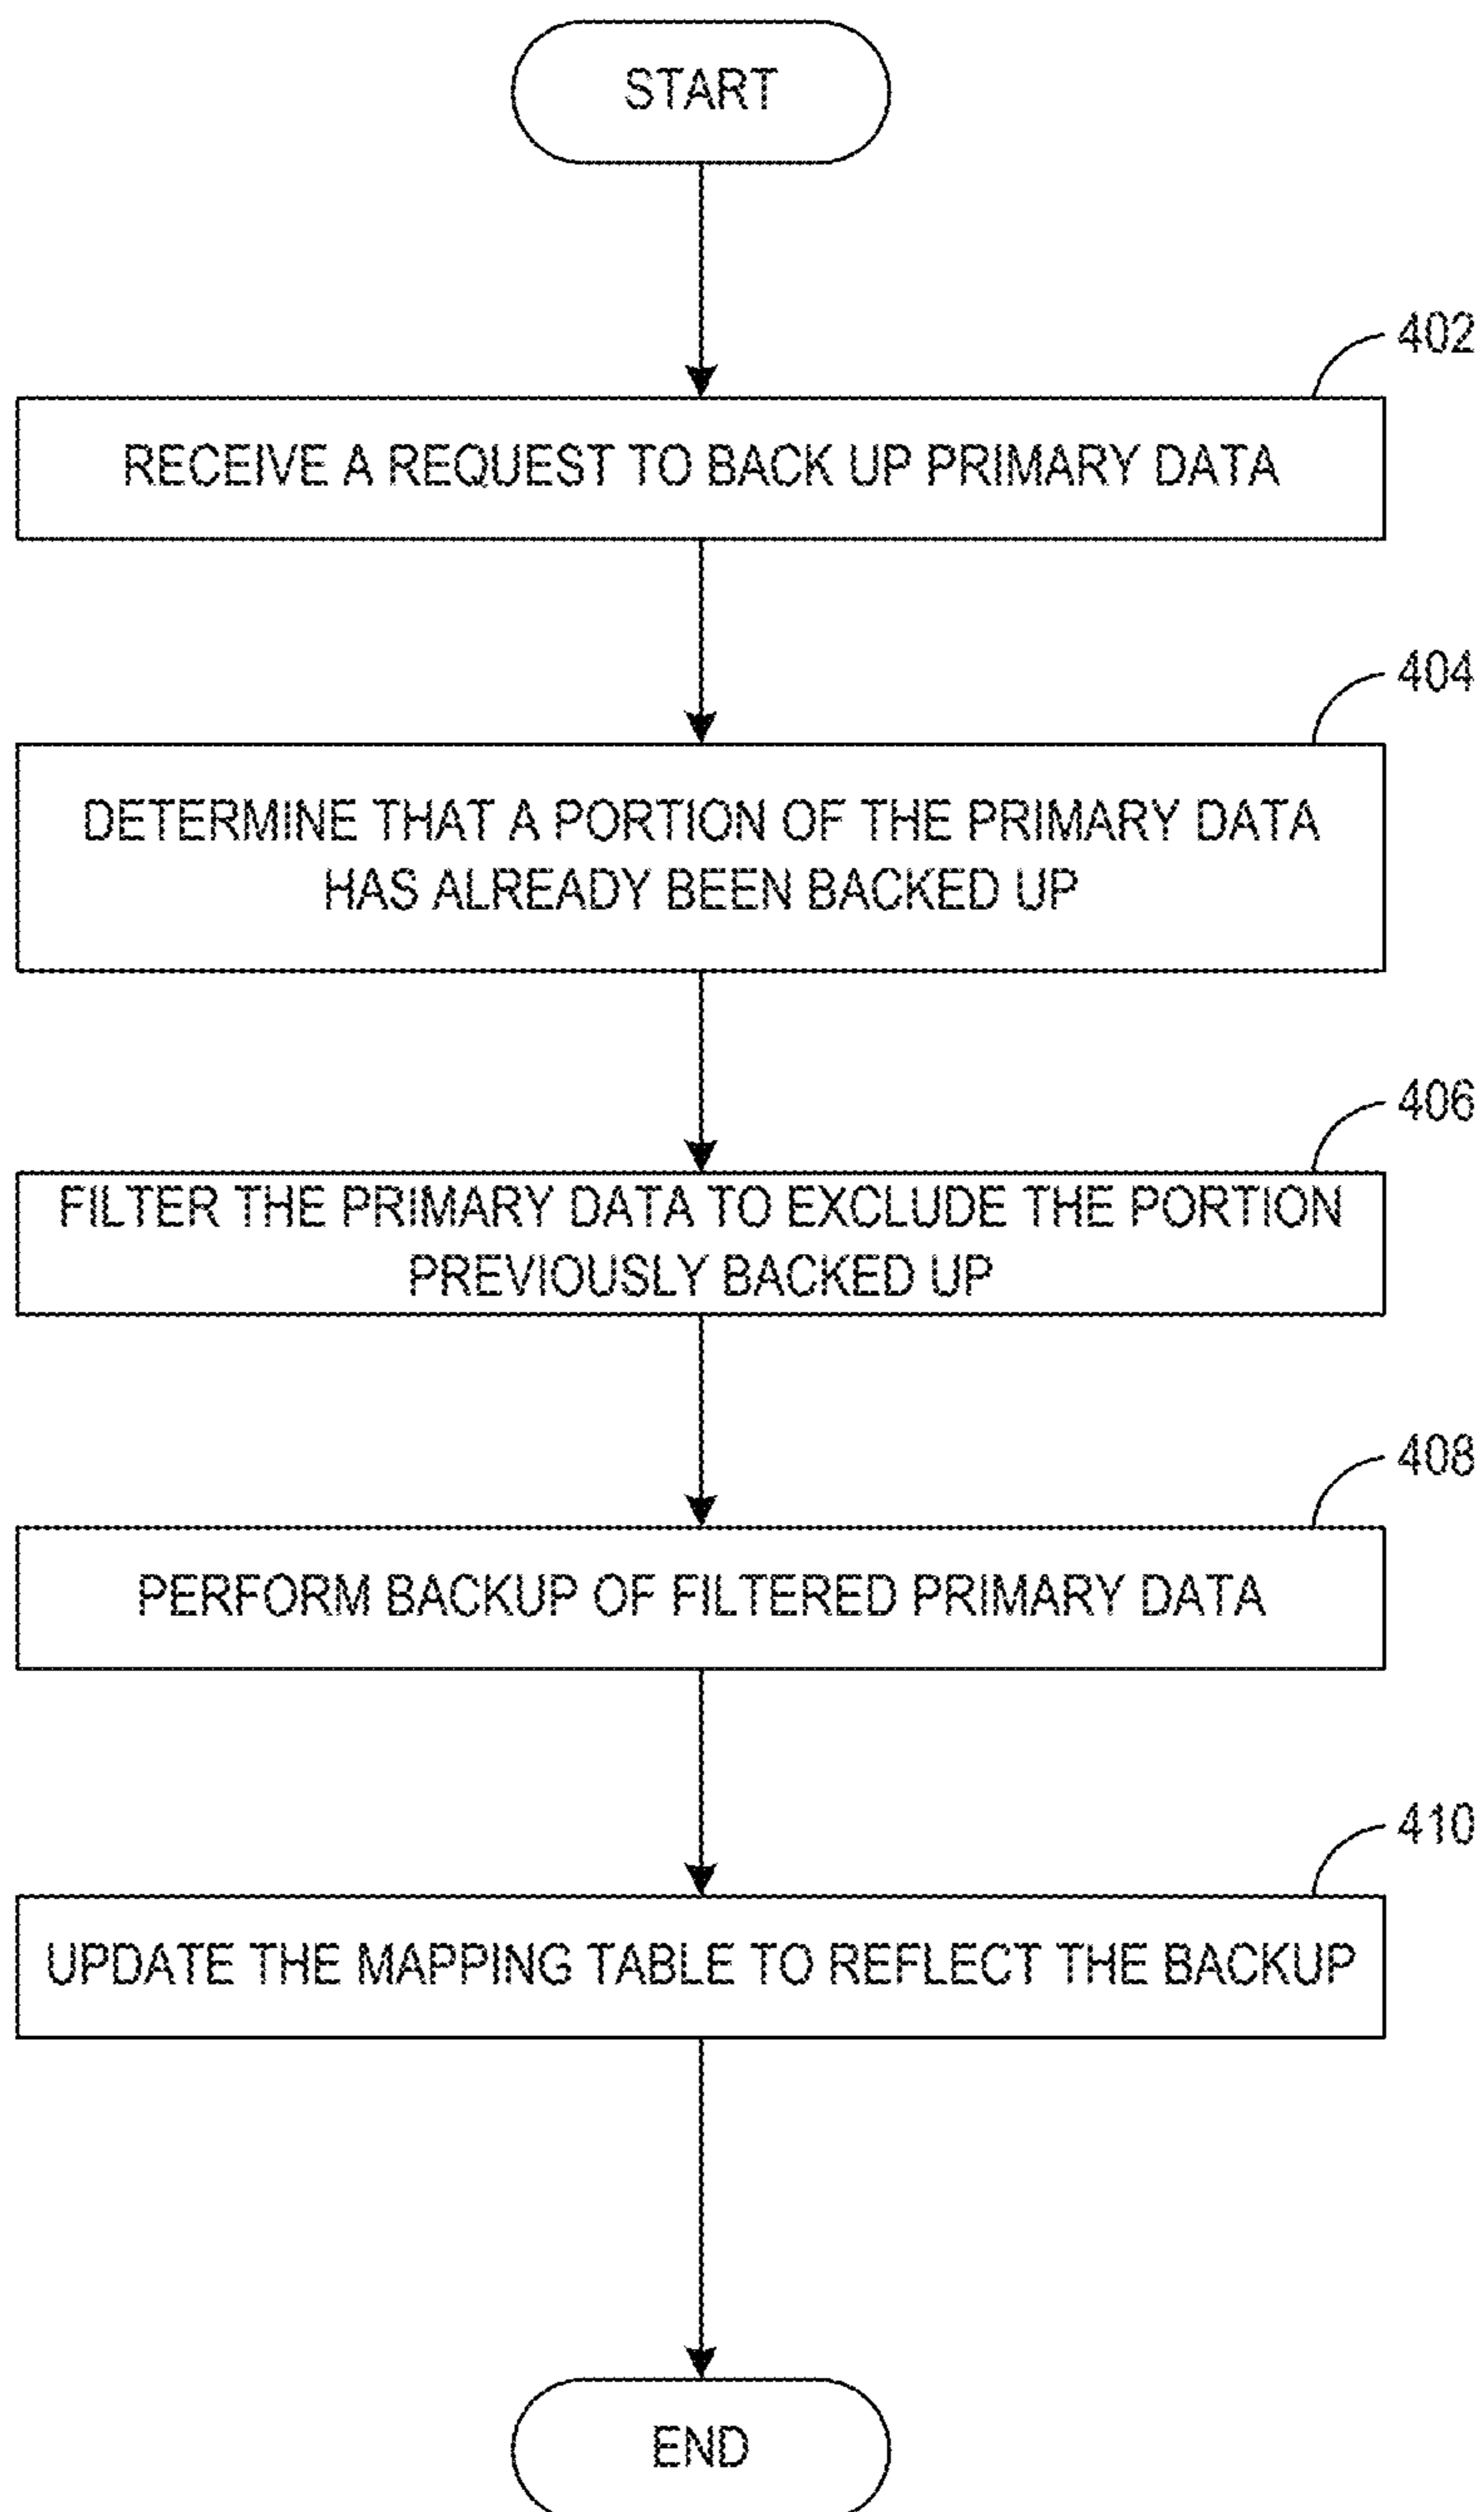 START
402
RECEIVE A REQUEST TO BACK UP PRIMARY DATA
404
DETERMINE THAT A PORTION OF THE PRIMARY DATA
HAS ALREADY BEEN BACKED UP
406
FILTER THE PRIMARY DATA TO EXCLUDE THE PORTION
PREVIOUSLY BACKED UP
408
PERFORM BACKUP OF FILTERED PRIMARY DATA
410
UPDATE THE MAPPING TABLE TO REFLECT THE BACKUP
END